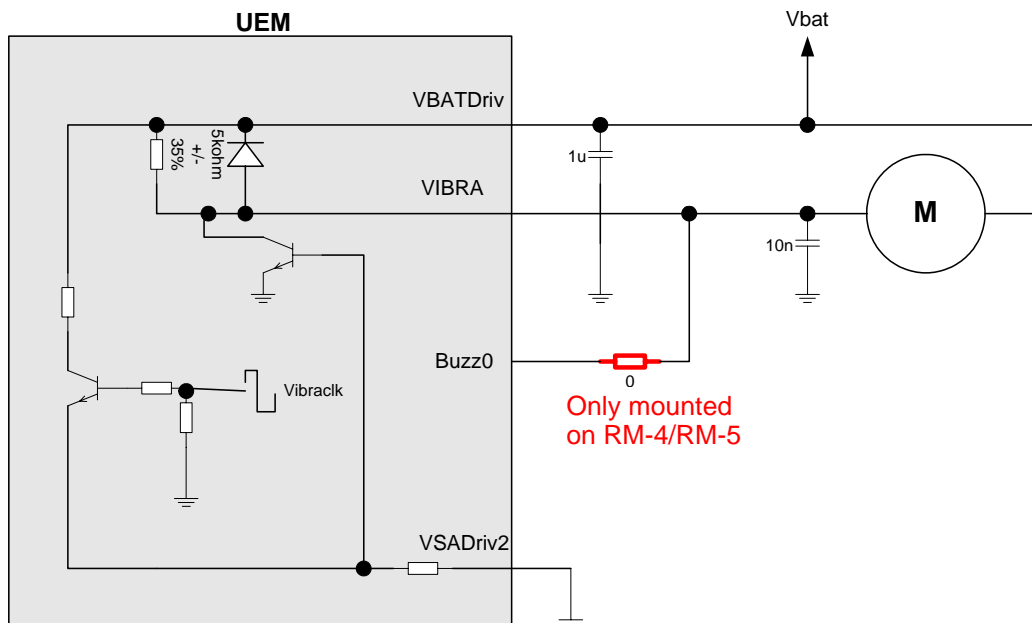 UEM
Vbat
VBATDriv
5kohm
+/-
35%
1u
VIBRA
M
10n
Buzz0
0
Vibraclk
Only mounted
on RM-4/RM-5
VSADriv2